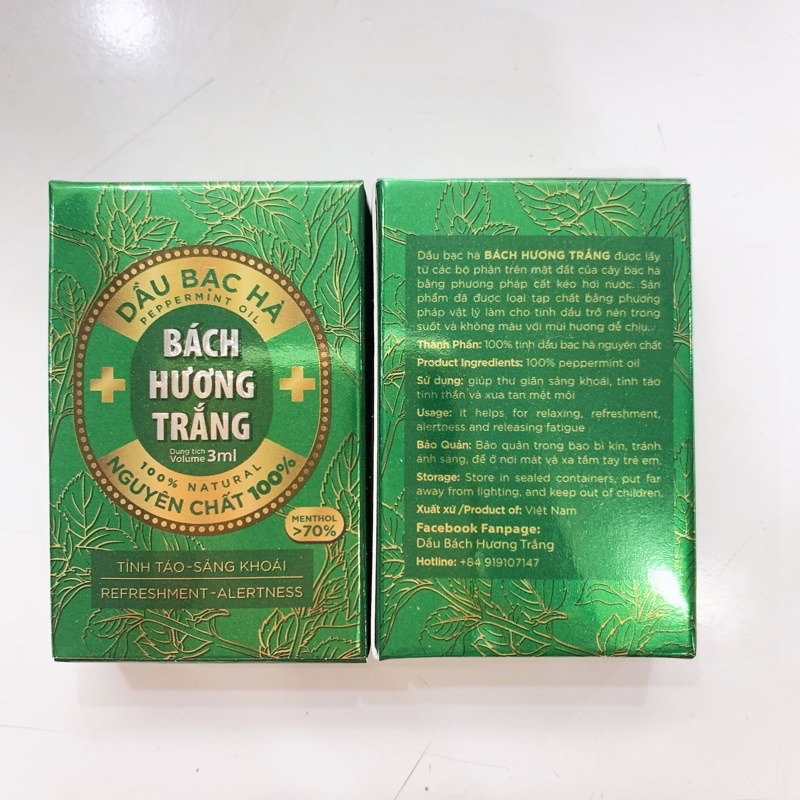 DẦU BẠC HÀ
PEPPERMINT OIL
BÁCH
HƯƠNG
TRẮNG
Dung tích
Volume 3ml
100% NATURAL
NGUYÊN CHẤT 100%
MENTHOL
>70%
TỈNH TÁO-SẢNG KHOÁI
REFRESHMENT-ALERTNESS
Dầu bạc hà BÁCH HƯƠNG TRẮNG được lấy
từ các bộ phận trên mặt đất của cây bạc hà
bằng phương pháp cất kéo hơi nước. Sản
phẩm đã được loại tạp chất bằng phương
pháp vật lý làm cho tinh dầu trở nên trong
suốt và không màu với mùi hương dễ chịu...
Thành Phần: 100% tinh dầu bạc hà nguyên chất
Product Ingredients: 100% peppermint oil
Sử dụng: giúp thư giãn sảng khoái, tỉnh táo
tinh thần và xua tan mệt mỏi
Usage: it helps for relaxing, refreshment,
alertness and releasing fatigue
Bảo Quản: Bảo quản trong bao bì kín, tránh
ánh sáng, để ở nơi mát và xa tầm tay trẻ em.
Storage: Store in sealed containers, put far
away from lighting, and keep out of children.
Xuất xứ/Product of: Việt Nam
Facebook Fanpage:
Dầu Bách Hương Trắng
Hotline: +84 919107147